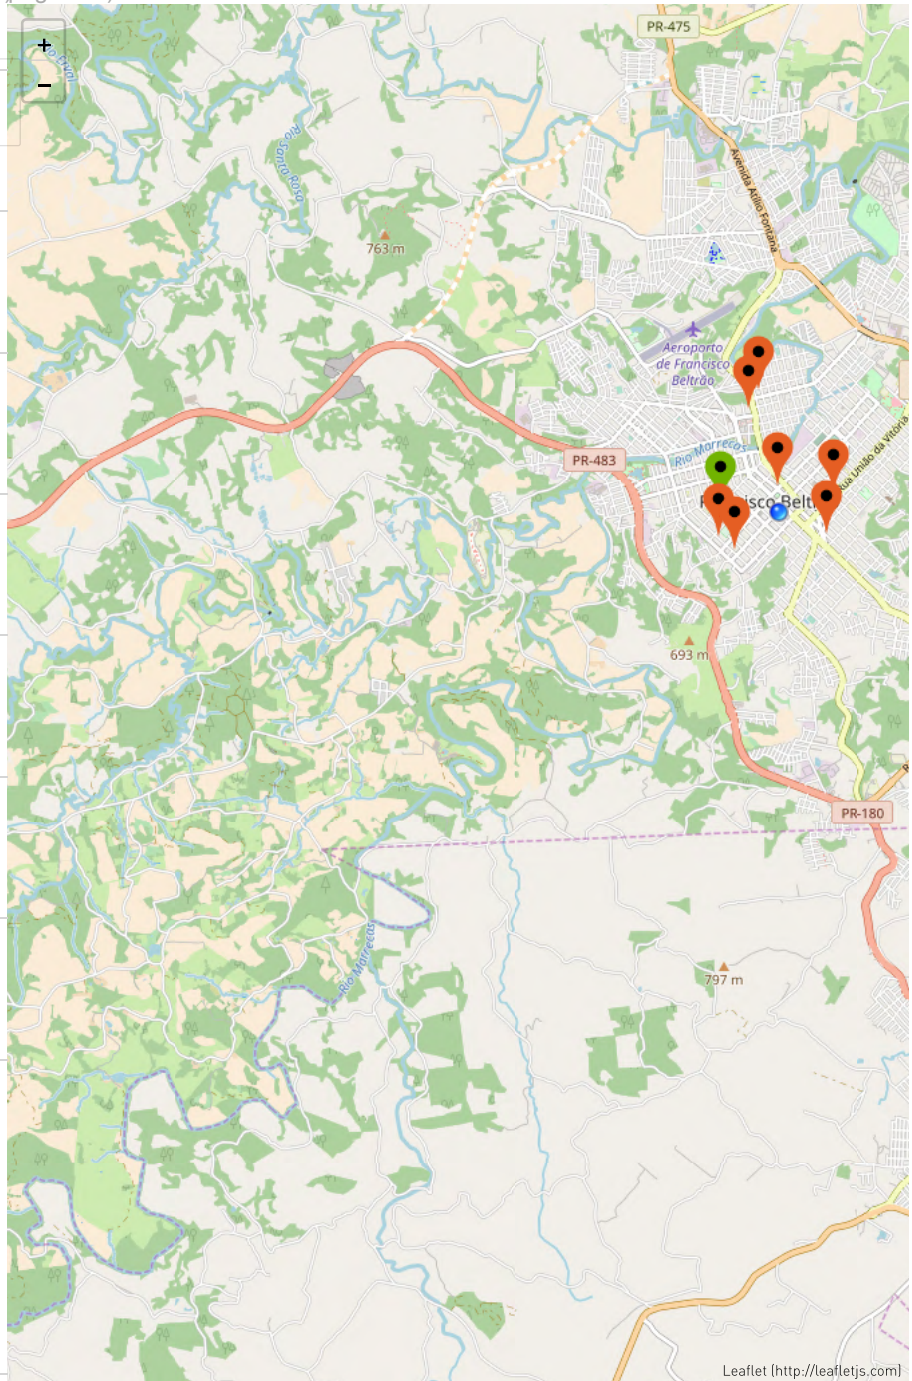 +
−
PR-475
Rio Santa Rosa
Avenida Atílio Fontana
763 m
Aeroporto
de Francisco
Beltrão
Rio Marrecas
Rua União da Vitória
PR-483
693 m
PR-180
Rio Marrecas
797 m
Leaflet (http://leafletjs.com)